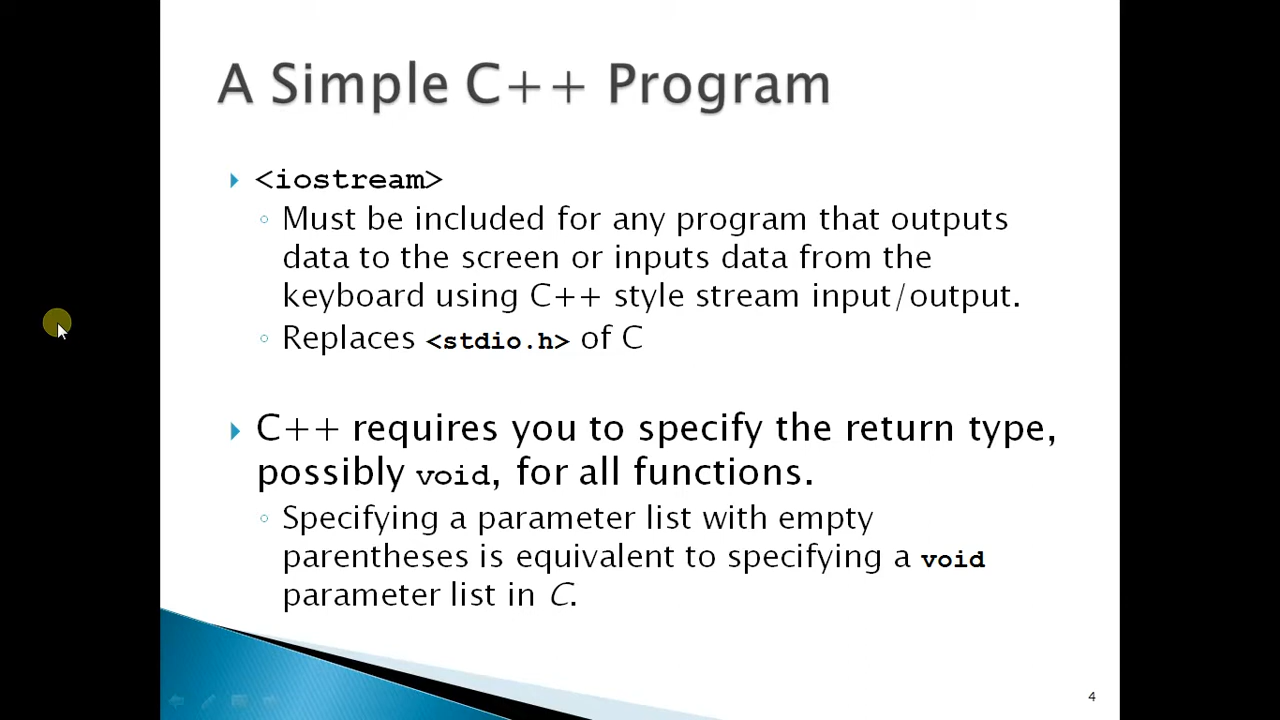 A Simple C++ Program
<iostream>
Must be included for any program that outputs
data to the screen or inputs data from the
keyboard using C++ style stream input/output.
Replaces <stdio.h> of C
C++ requires you to specify the return type,
possibly void, for all functions.
Specifying a parameter list with empty
parentheses is equivalent to specifying a void
parameter list in C.
4